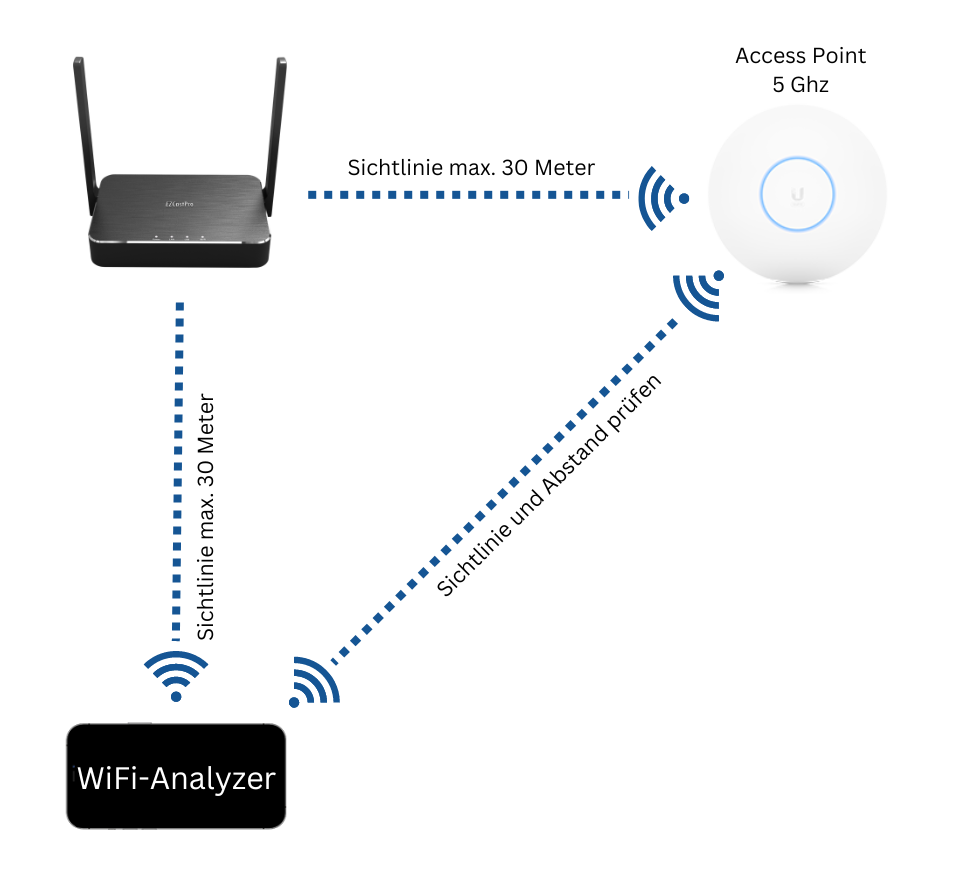 Access Point
5 Ghz
Sichtlinie max. 30 Meter
EZCastPro
U
Sichtlinie max. 30 Meter
Sichtlinie und Abstand prüfen
WiFi-Analyzer